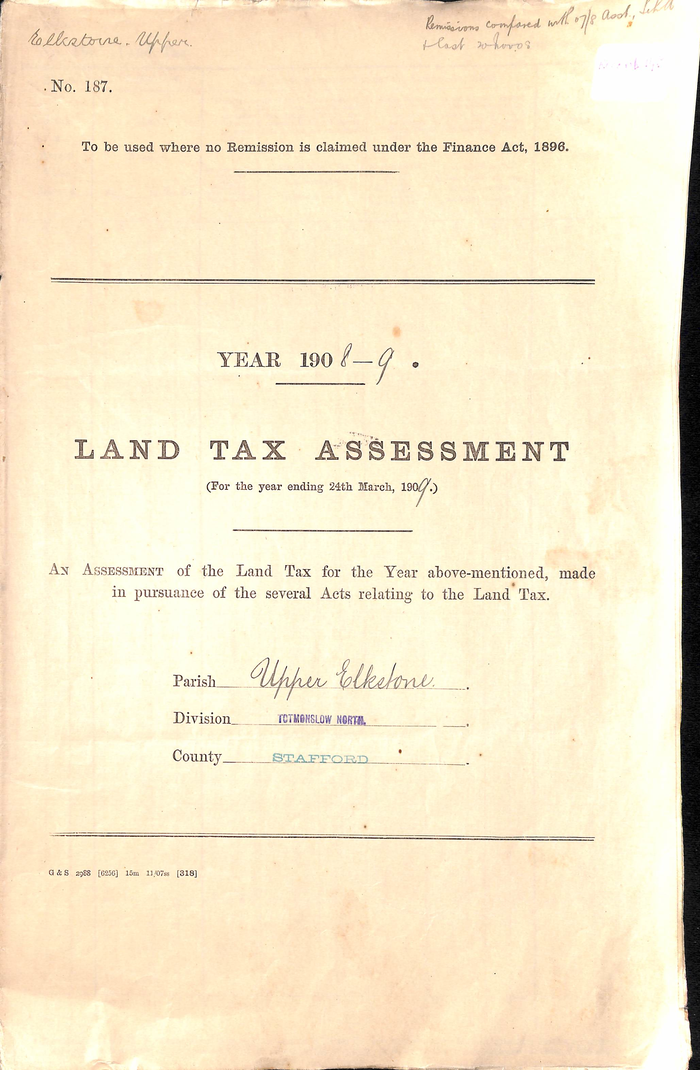 Elkstone. Upper.
Remissions compared with 07/8 Asst,
No. 187.
To be used where no Remission is claimed under the Finance Act, 1896.
YEAR 1908–9.
LAND TAX ASSESSMENT
(For the year ending 24th March, 1909.)
AN ASSESSMENT of the Land Tax for the Year above-mentioned, made
in pursuance of the several Acts relating to the Land Tax.
Parish Upper Elkstone.
Division TOTMONSLOW NORTH.
County STAFFORD
G & S 2988 [6256] 15m 11/07ss [318]